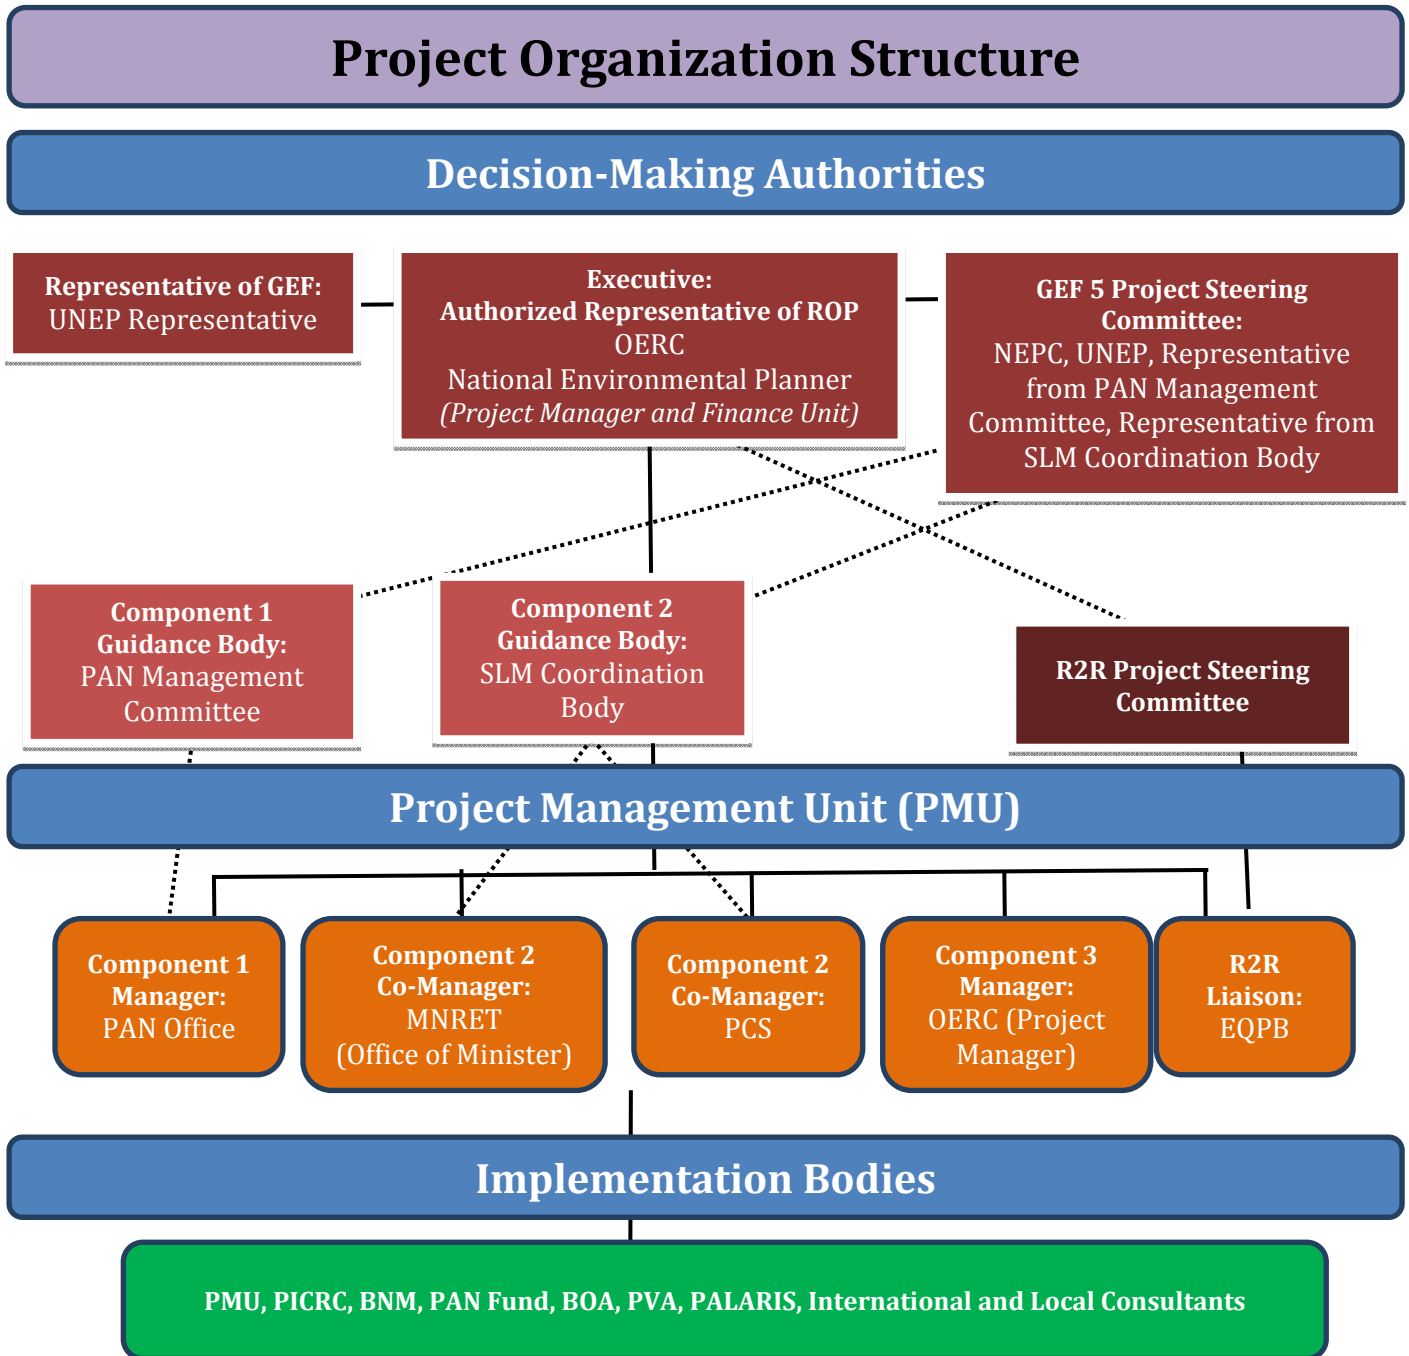 Project Organization Structure
Decision-Making Authorities
Representative of GEF:
UNEP Representative
Executive:
Authorized Representative of ROP
OERC
National Environmental Planner
(Project Manager and Finance Unit)
GEF 5 Project Steering
Committee:
NEPC, UNEP, Representative
from PAN Management
Committee, Representative from
SLM Coordination Body
Component 1
Guidance Body:
PAN Management
Committee
Component 2
Guidance Body:
SLM Coordination
Body
R2R Project Steering
Committee
Project Management Unit (PMU)
Component 1
Manager:
PAN Office
Component 2
Co-Manager:
MNRET
(Office of Minister)
Component 2
Co-Manager:
PCS
Component 3
Manager:
OERC (Project
Manager)
R2R
Liaison:
EQPB
Implementation Bodies
PMU, PICRC, BNM, PAN Fund, BOA, PVA, PALARIS, International and Local Consultants